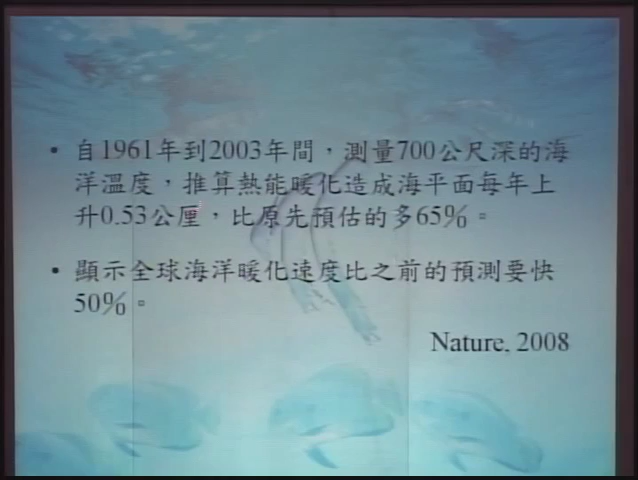 • 自1961年到2003年間，測量700公尺深的海
洋溫度，推算熱能暖化造成海平面每年上
升0.53公厘，比原先預估的多65%。
• 顯示全球海洋暖化速度比之前的預測要快
50%。
Nature, 2008